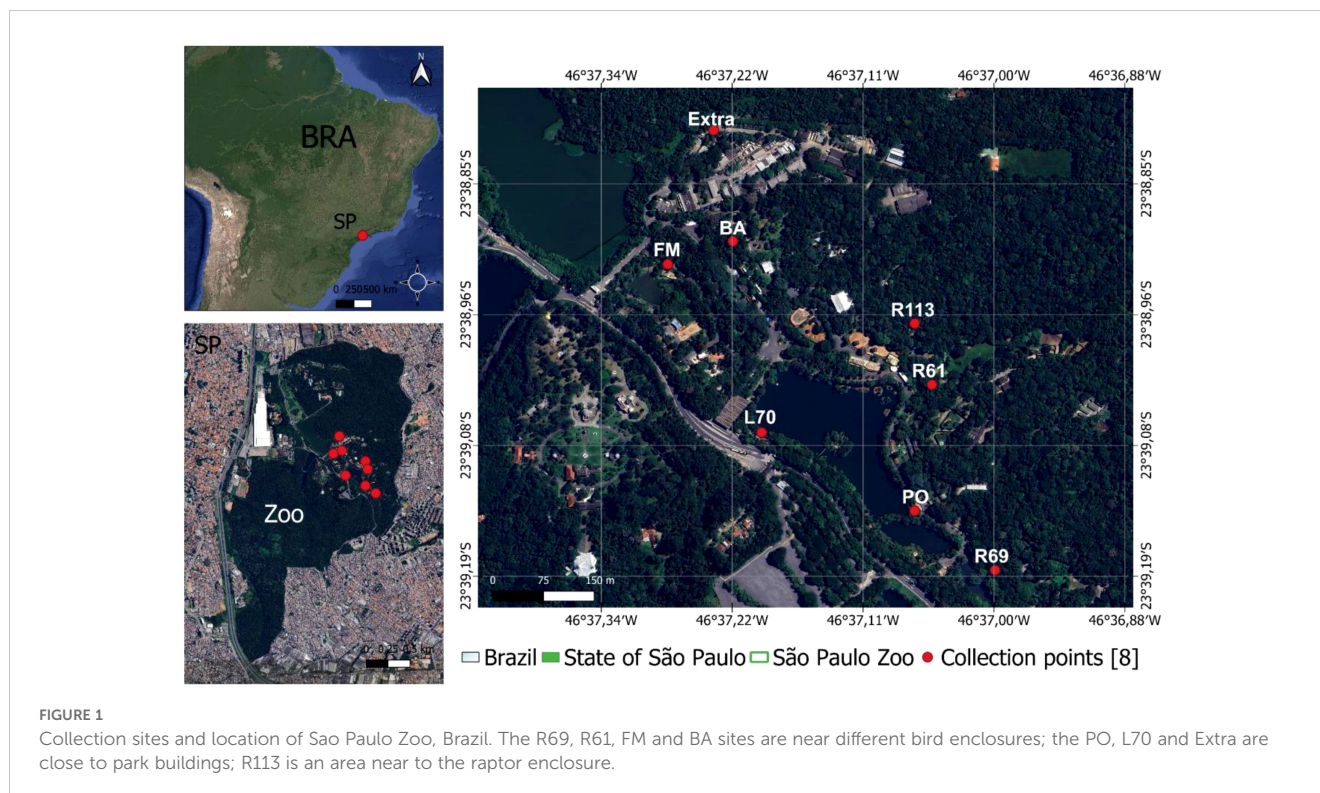 N
BRA
SP
0 250500 km
SP
Zoo
0 0,25 0,5 km
46°37,34'W 46°37,22'W 46°37,11'W 46°37,00'W 46°36,88'W
Extra
23°38,85'S 23°38,85'S
BA
FM
23°38,96'S 23°38,96'S
R113
R61
L70
23°39,08'S 23°39,08'S
PO
R69
23°39,19'S 23°39,19'S
0 75 150 m
46°37,34'W 46°37,22'W 46°37,11'W 46°37,00'W 46°36,88'W
Brazil State of São Paulo São Paulo Zoo Collection points [8]
FIGURE 1
Collection sites and location of Sao Paulo Zoo, Brazil. The R69, R61, FM and BA sites are near different bird enclosures; the PO, L70 and Extra are
close to park buildings; R113 is an area near to the raptor enclosure.